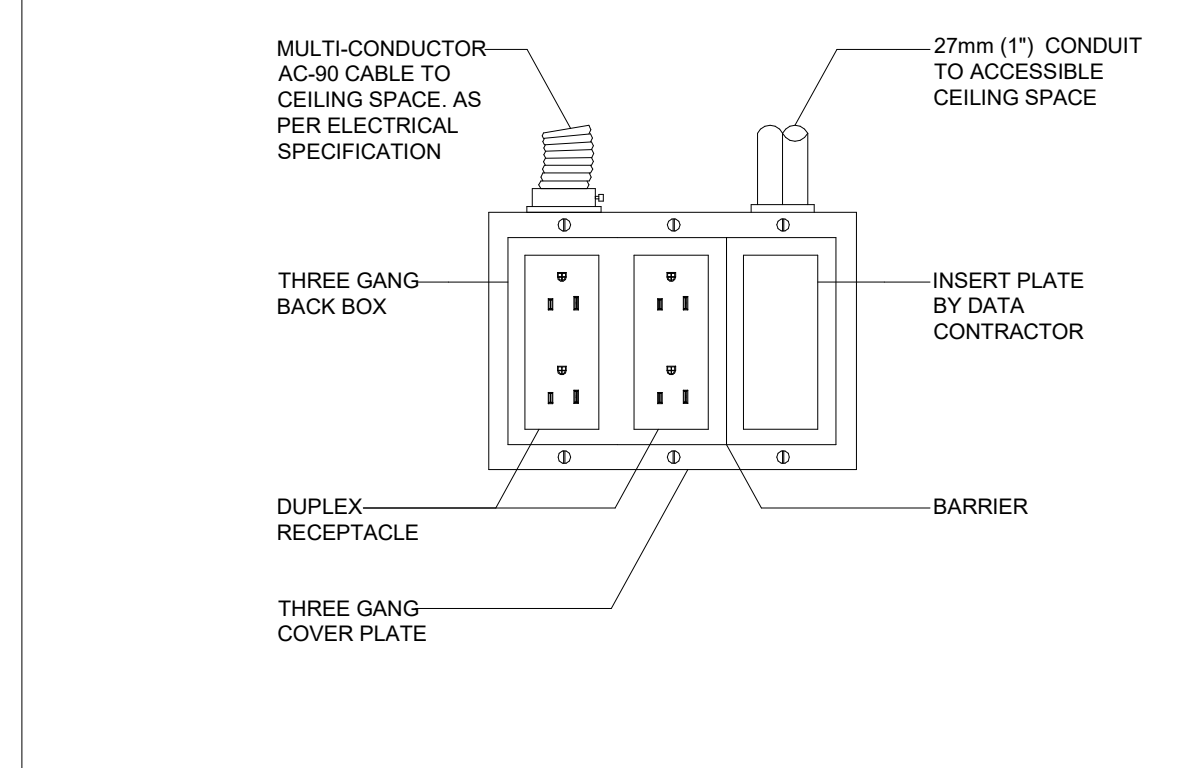 MULTI-CONDUCTOR
AC-90 CABLE TO
CEILING SPACE. AS
PER ELECTRICAL
SPECIFICATION
27mm (1") CONDUIT
TO ACCESSIBLE
CEILING SPACE
THREE GANG
BACK BOX
INSERT PLATE
BY DATA
CONTRACTOR
DUPLEX
RECEPTACLE
BARRIER
THREE GANG
COVER PLATE